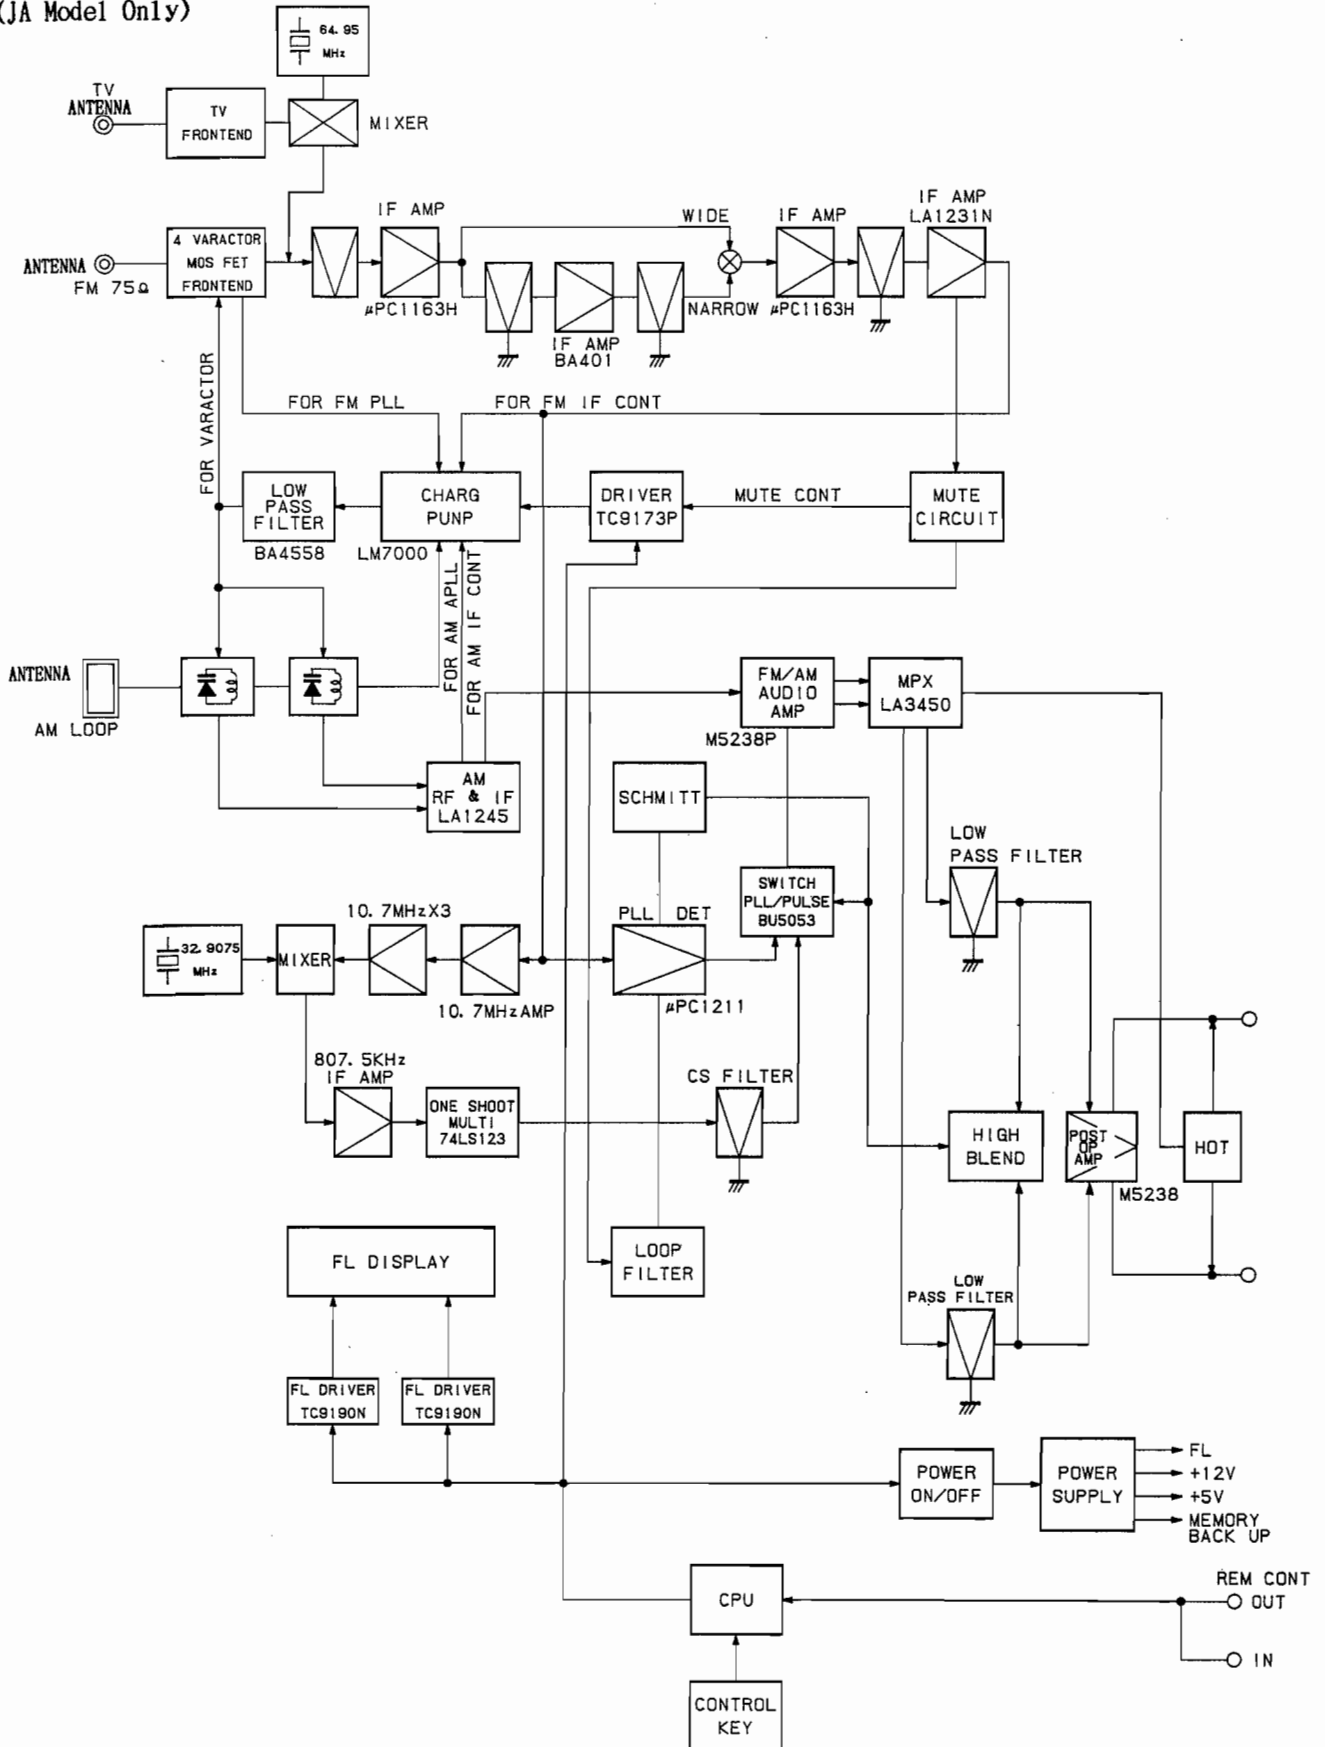 (JA Model Only)
64.95
MHz
TV
ANTENNA
TV
FRONTEND
MIXER
IF AMP
WIDE
IF AMP
IF AMP
LA1231N
4 VARACTOR
MOS FET
FRONTEND
ANTENNA
FM 75Ω
μPC1163H
NARROW
μPC1163H
IF AMP
BA401
FOR VARACTOR
FOR FM PLL
FOR FM IF CONT
LOW
PASS
FILTER
BA4558
CHARG
PUNP
LM7000
DRIVER
TC9173P
MUTE CONT
MUTE
CIRCUIT
FOR AM APLL
FOR AM IF CONT
ANTENNA
AM LOOP
FM/AM
AUDIO
AMP
M5238P
MPX
LA3450
AM
RF & IF
LA1245
SCHMITT
LOW
PASS FILTER
SWITCH
PLL/PULSE
BU5053
10.7MHzX3
PLL DET
32.9075
MHz
MIXER
10.7MHzAMP
μPC1211
807.5KHz
IF AMP
CS FILTER
ONE SHOOT
MULTI
74LS123
HIGH
BLEND
POST
OP
AMP
M5238
HOT
FL DISPLAY
LOOP
FILTER
LOW
PASS FILTER
FL DRIVER
TC9190N
FL DRIVER
TC9190N
POWER
ON/OFF
POWER
SUPPLY
FL
+12V
+5V
MEMORY
BACK UP
CPU
REM CONT
OUT
IN
CONTROL
KEY